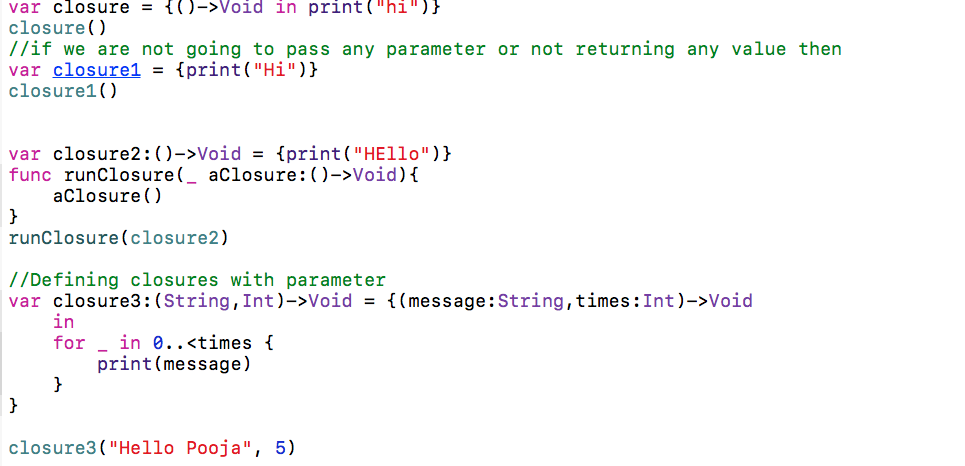 var closure = {()->Void in print("hi")}
closure()
//if we are not going to pass any parameter or not returning any value then
var closure1 = {print("Hi")}
closure1()
var closure2:()->Void = {print("HEllo")}
func runClosure(_ aClosure:()->Void){
    aClosure()
}
runClosure(closure2)
//Defining closures with parameter
var closure3:(String,Int)->Void = {(message:String,times:Int)->Void
    in
    for _ in 0..<times {
        print(message)
    }
}
closure3("Hello Pooja", 5)